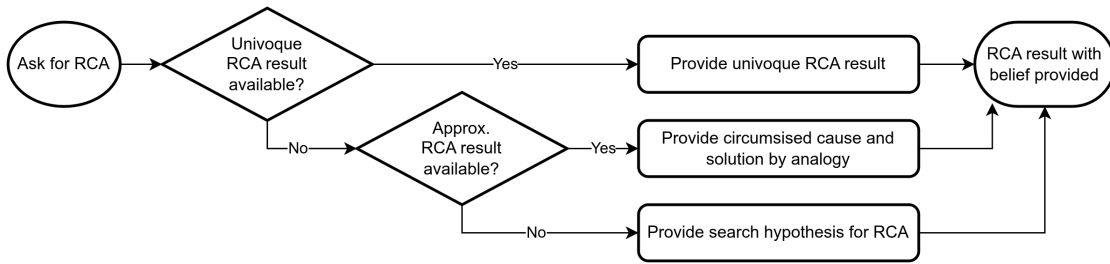 Ask for RCA
Univoque
RCA result
available?
Yes
Provide univoque RCA result
RCA result with
belief provided
No
Approx.
RCA result
available?
Yes
Provide circumsised cause and
solution by analogy
No
Provide search hypothesis for RCA